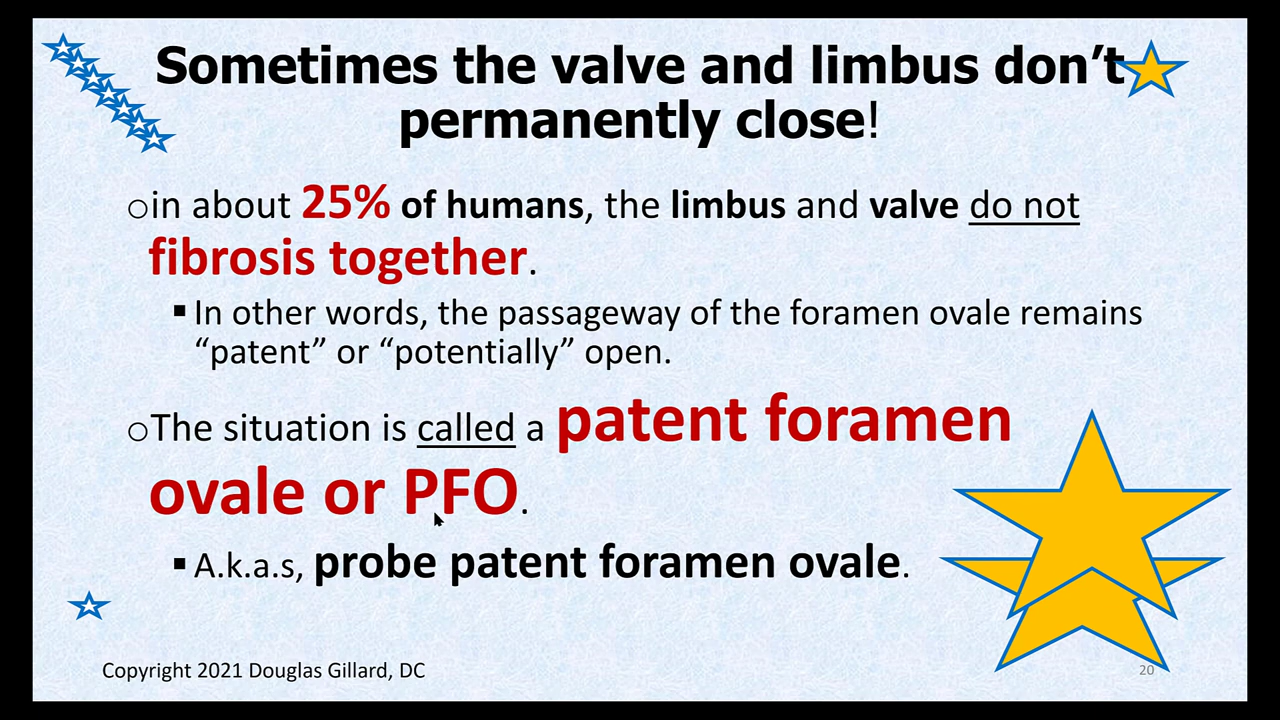 Sometimes the valve and limbus don’t
permanently close!
oin about 25% of humans, the limbus and valve do not
fibrosis together.
▪In other words, the passageway of the foramen ovale remains
“patent” or “potentially” open.
oThe situation is called a patent foramen
ovale or PFO.
▪A.k.a.s, probe patent foramen ovale.
Copyright 2021 Douglas Gillard, DC
20